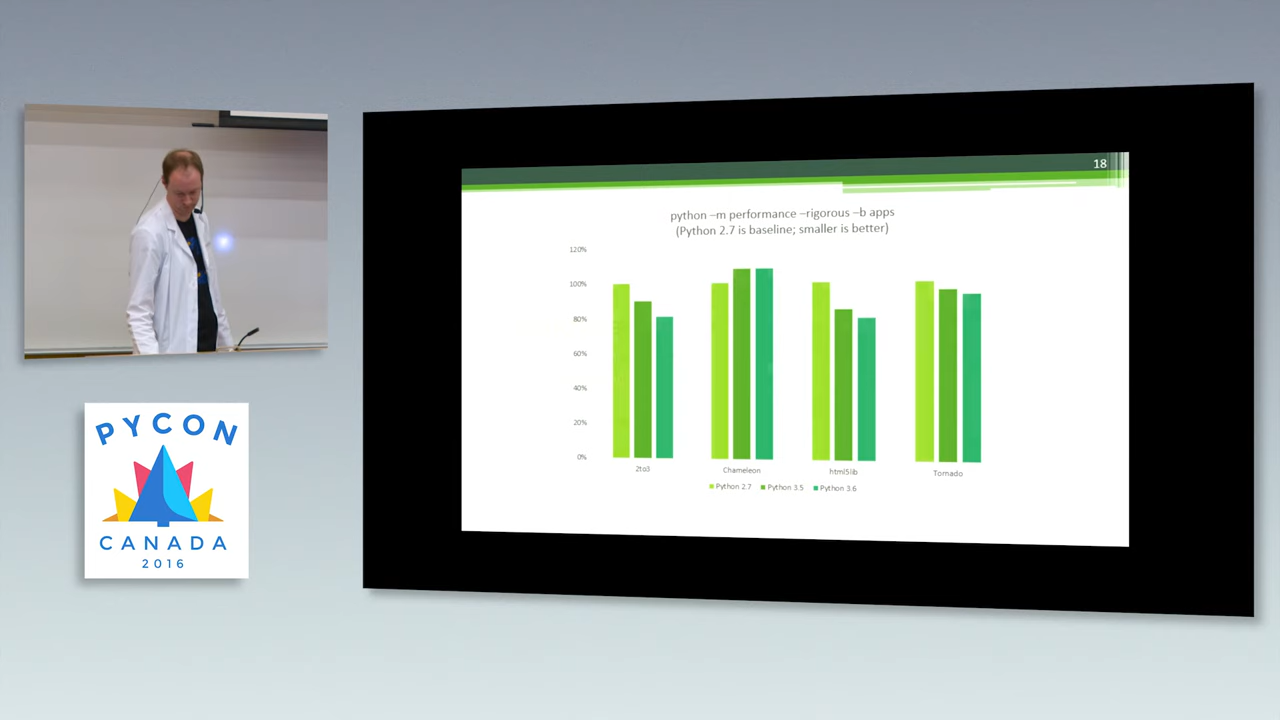 18
python –m performance –rigorous –b apps
(Python 2.7 is baseline; smaller is better)
120%
100%
80%
60%
40%
20%
0%
2to3 Chameleon html5lib Tornado
Python 2.7 Python 3.5 Python 3.6
PYCON
CANADA
2016